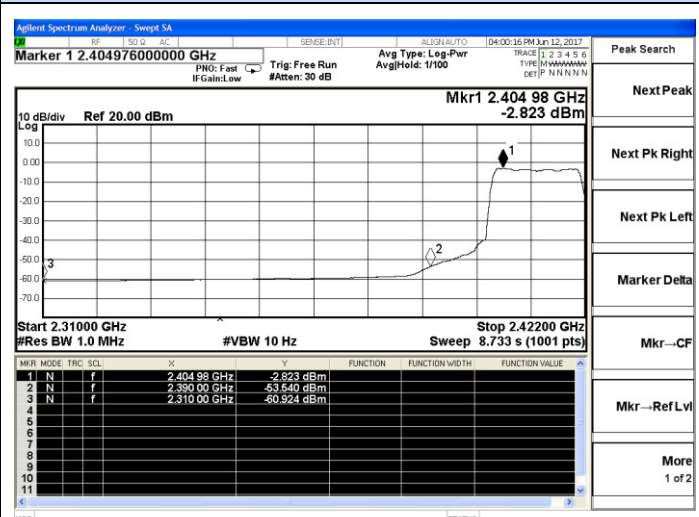 Agilent Spectrum Analyzer - Swept SA
RF 50 Ω AC SENSE:INT ALIGNAUTO 04:00:16 PM Jun 12, 2017
Marker 1 2.404976000000 GHz
PNO: Fast
IFGain:Low
Trig: Free Run
#Atten: 30 dB
Avg Type: Log-Pwr
Avg|Hold: 1/100
TRACE 1 2 3 4 5 6
TYPE M
DET P N N N N N
Mkr1 2.404 98 GHz
-2.823 dBm
10 dB/div Ref 20.00 dBm
Log
10.0
0.00
-10.0
-20.0
-30.0
-40.0
-50.0
-60.0
-70.0
1
2
3
Start 2.31000 GHz Stop 2.42200 GHz
#Res BW 1.0 MHz #VBW 10 Hz Sweep 8.733 s (1001 pts)
MKR MODE TRC SCL X Y FUNCTION FUNCTION WIDTH FUNCTION VALUE
1 N f 2.404 98 GHz -2.823 dBm
2 N f 2.390 00 GHz -53.540 dBm
3 N f 2.310 00 GHz -60.924 dBm
4
5
6
7
8
9
10
11
Peak Search
Next Peak
Next Pk Right
Next Pk Left
Marker Delta
Mkr→CF
Mkr→Ref Lvl
More
1 of 2